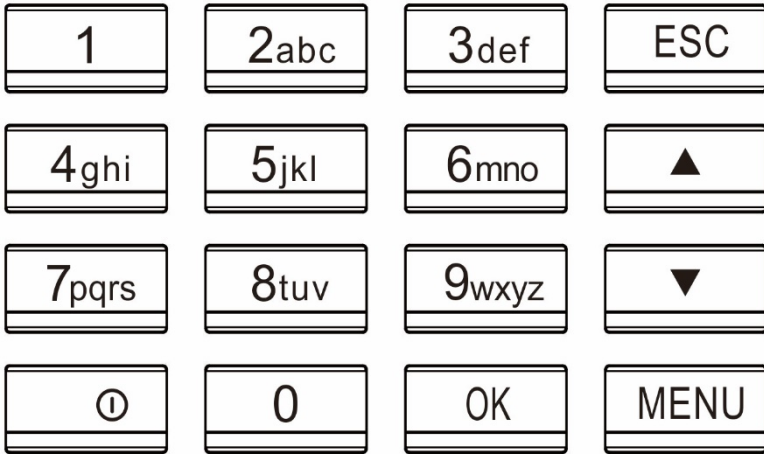 1 2abc 3def ESC
4ghi 5jkl 6mno ▲
7pqrs 8tuv 9wxyz ▼
0 OK MENU